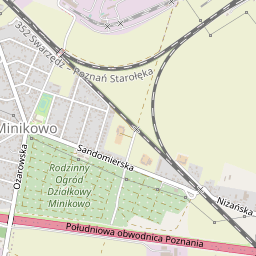 352 Swarzędz
Poznań Starołęka
Minikowo
Ożarowska
Sandomierska
Rodzinny
Ogród
Działkowy
Minikowo
Niżańska
Południowa obwodnica Poznania